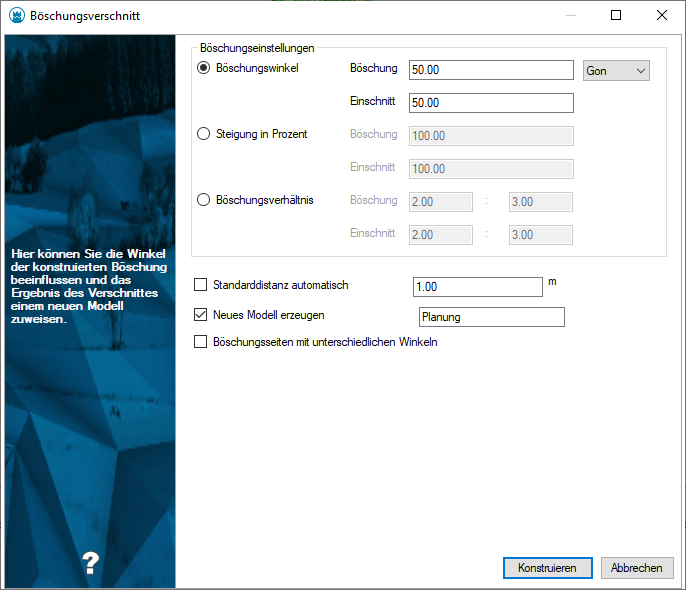 Böschungsverschnitt
Böschungseinstellungen
Böschungswinkel Böschung 50.00 Gon
Einschnitt 50.00
Steigung in Prozent Böschung 100.00
Einschnitt 100.00
Böschungsverhältnis Böschung 2.00 : 3.00
Einschnitt 2.00 : 3.00
Hier können Sie die Winkel
der konstruierten Böschung
beeinflussen und das
Ergebnis des Verschnittes
einem neuen Modell
zuweisen.
Standarddistanz automatisch 1.00 m
Neues Modell erzeugen Planung
Böschungsseiten mit unterschiedlichen Winkeln
?
Konstruieren Abbrechen